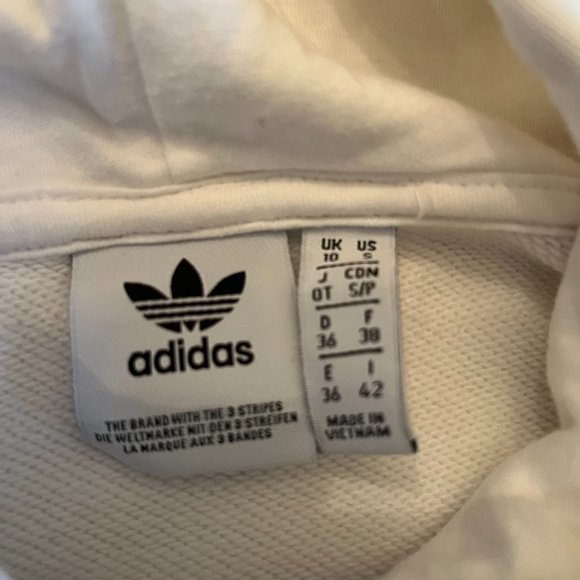 adidas
THE BRAND WITH THE 3 STRIPES
DIE WELTMARKE MIT DEN 3 STREIFEN
LA MARQUE AUX 3 BANDES
UK US
10 S
J CDN
OT S/P
D F
36 38
E I
36 42
MADE IN
VIETNAM